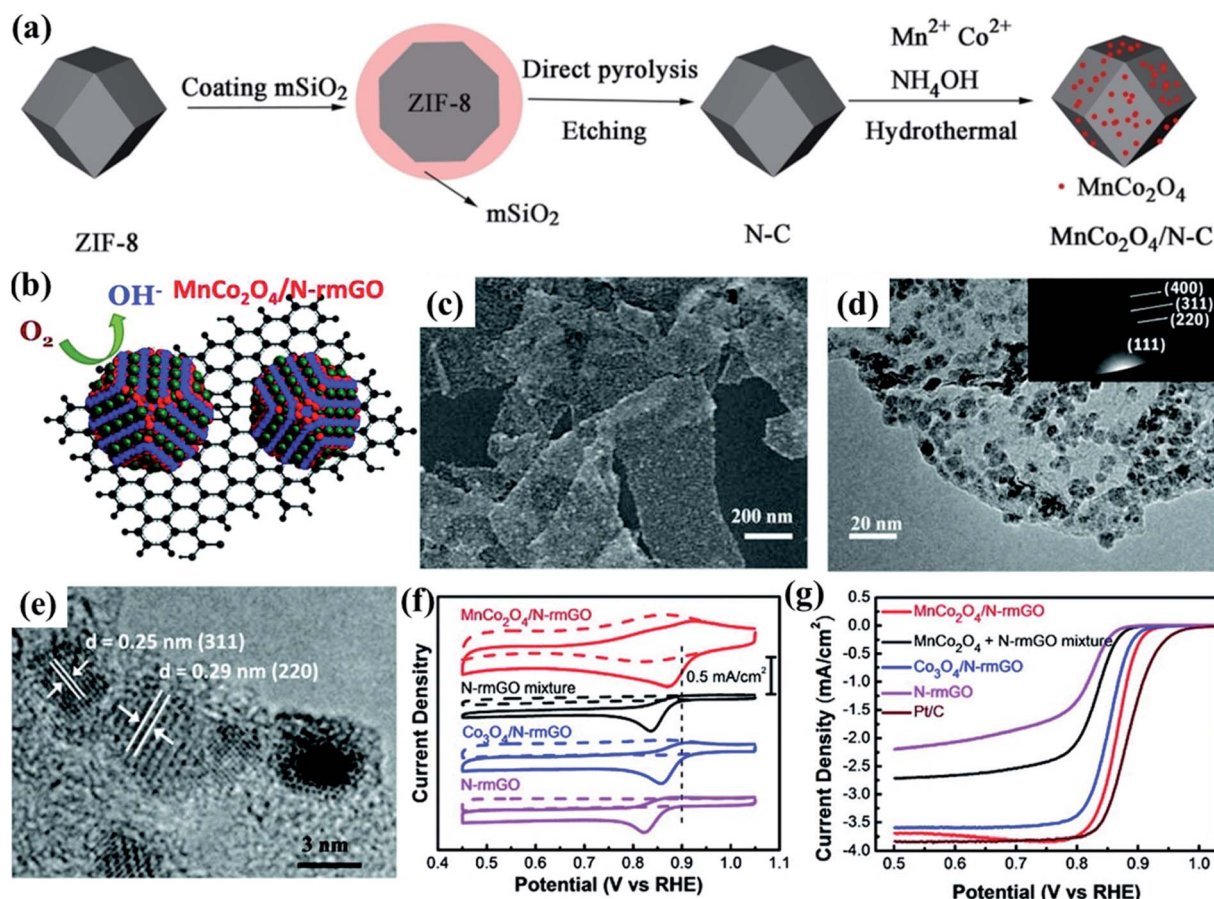 (a)
Coating mSiO₂
ZIF-8
Direct pyrolysis
Etching
Mn²⁺ Co²⁺
NH₄OH
Hydrothermal
mSiO₂
• MnCo₂O₄
ZIF-8
N-C
MnCo₂O₄/N-C
(b)
OH⁻
MnCo₂O₄/N-rmGO
O₂
(c)
200 nm
(d)
(400)
(311)
(220)
(111)
20 nm
(e)
d = 0.25 nm (311)
d = 0.29 nm (220)
3 nm
(f)
MnCo₂O₄/N-rmGO
0.5 mA/cm²
N-rmGO mixture
Co₃O₄/N-rmGO
N-rmGO
Current Density
0.4 0.5 0.6 0.7 0.8 0.9 1.0 1.1
Potential (V vs RHE)
(g)
0.5
0.0
-0.5
-1.0
-1.5
-2.0
-2.5
-3.0
-3.5
-4.0
MnCo₂O₄/N-rmGO
MnCo₂O₄ + N-rmGO mixture
Co₃O₄/N-rmGO
N-rmGO
Pt/C
Current Density (mA/cm²)
0.5 0.6 0.7 0.8 0.9 1.0
Potential (V vs RHE)